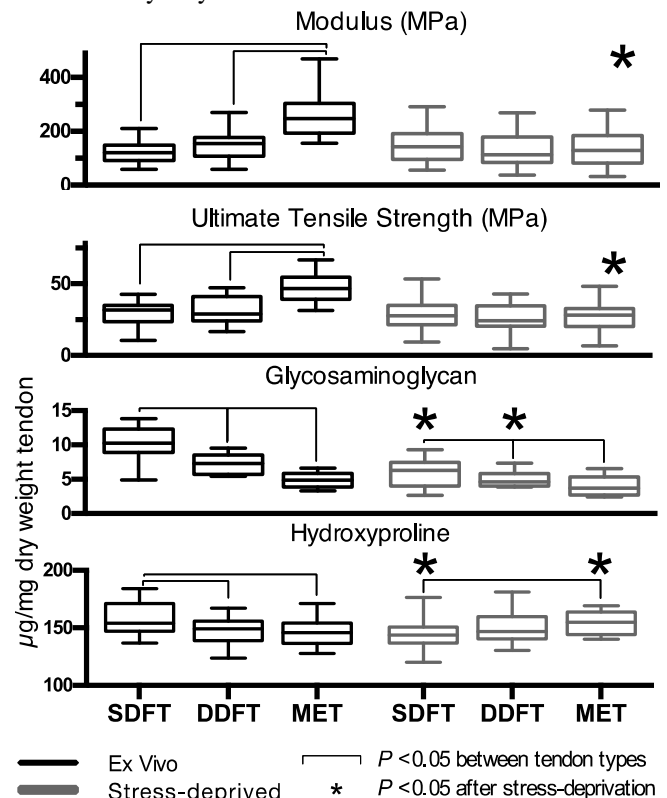 Modulus (MPa)
400
200
0
Ultimate Tensile Strength (MPa)
50
0
Glycosaminoglycan
15
10
5
0
µg/mg dry weight tendon
Hydroxyproline
200
150
100
SDFT DDFT MET SDFT DDFT MET
Ex Vivo P <0.05 between tendon types
Stress-deprived * P <0.05 after stress-deprivation